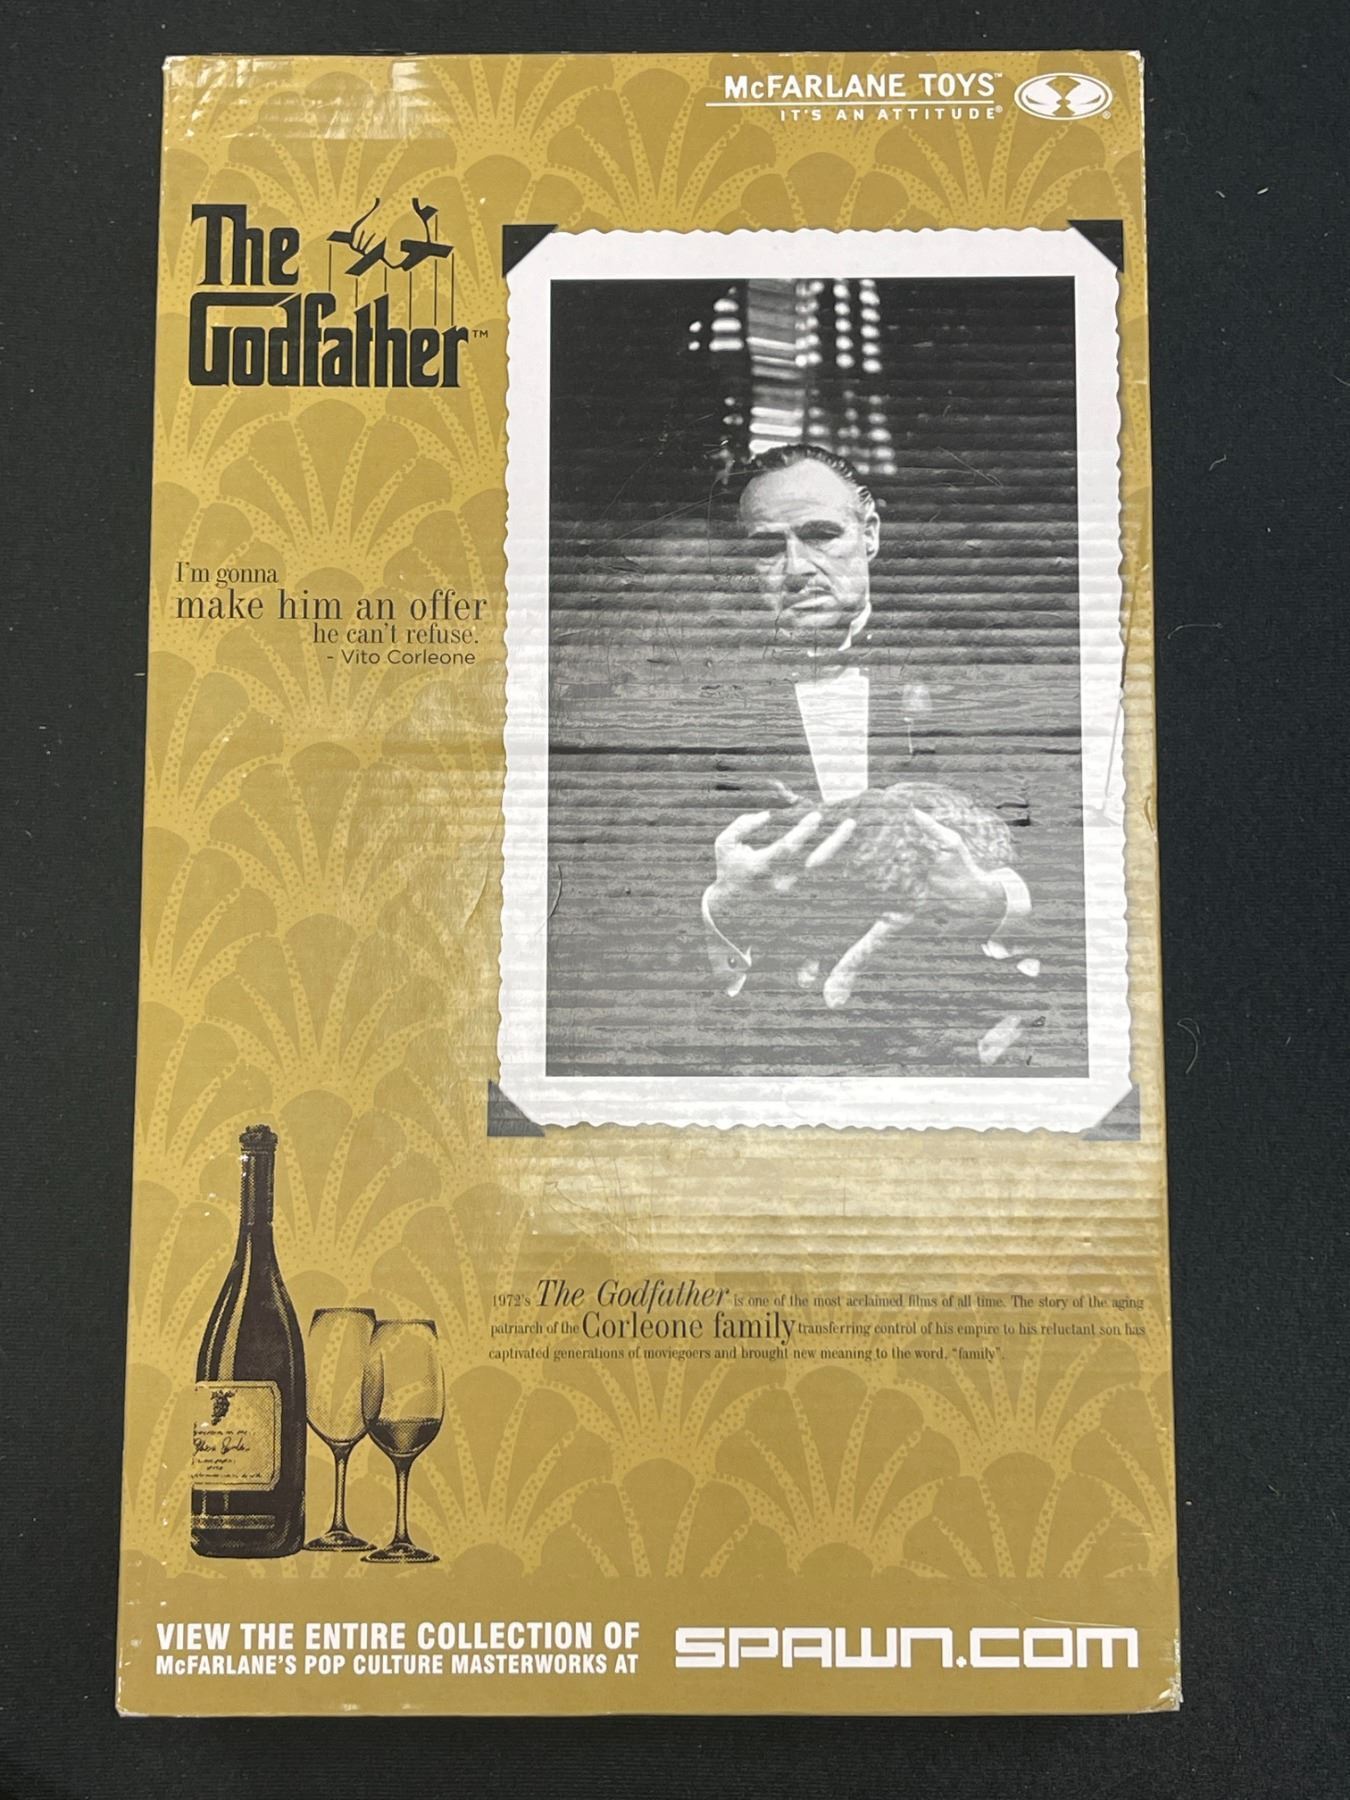 McFARLANE TOYS™
IT'S AN ATTITUDE®
The
Godfather™
I'm gonna
make him an offer
he can't refuse.
- Vito Corleone
1972's The Godfather is one of the most acclaimed films of all time. The story of the aging
patriarch of the Corleone family transferring control of his empire to his reluctant son has
captivated generations of moviegoers and brought new meaning to the word, "family".
VIEW THE ENTIRE COLLECTION OF
McFARLANE'S POP CULTURE MASTERWORKS AT
SPAWN.COM